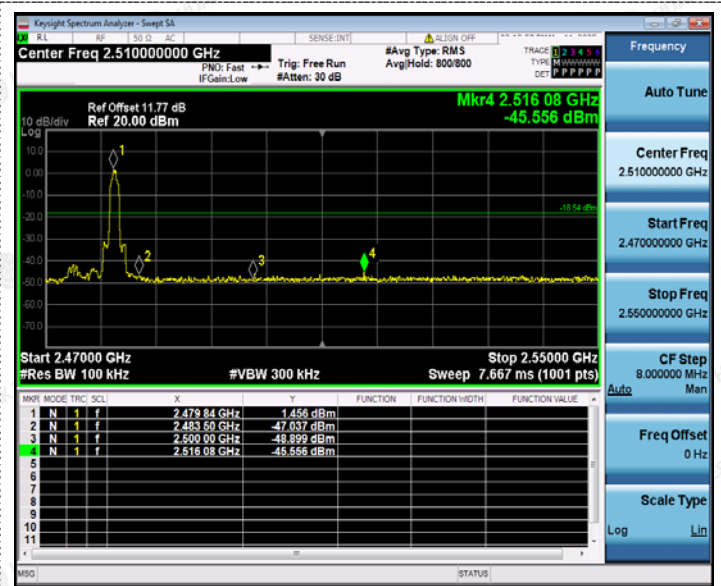 Keysight Spectrum Analyzer - Swept SA
RL RF 50 Ω AC SENSE:INT ALIGN OFF
Center Freq 2.510000000 GHz
PNO: Fast
IFGain:Low
Trig: Free Run
#Atten: 30 dB
#Avg Type: RMS
Avg|Hold: 800/800
TRACE 1 2 3 4 5 6
TYPE M WWWWW
DET P P P P P P
Ref Offset 11.77 dB
Ref 20.00 dBm
10 dB/div
Log
Mkr4 2.516 08 GHz
-45.556 dBm
10.0
0.00
-10.0
-20.0
-30.0
-40.0
-50.0
-60.0
-70.0
1
2
3
4
-18.54 dBm
Start 2.47000 GHz
Stop 2.55000 GHz
#Res BW 100 kHz
#VBW 300 kHz
Sweep 7.667 ms (1001 pts)
MKR MODE TRC SCL X Y FUNCTION FUNCTION WIDTH FUNCTION VALUE
1 N 1 f 2.479 84 GHz 1.456 dBm
2 N 1 f 2.483 50 GHz -47.037 dBm
3 N 1 f 2.500 00 GHz -48.899 dBm
4 N 1 f 2.516 08 GHz -45.556 dBm
5
6
7
8
9
10
11
MSG STATUS
Frequency
Auto Tune
Center Freq
2.510000000 GHz
Start Freq
2.470000000 GHz
Stop Freq
2.550000000 GHz
CF Step
8.000000 MHz
Auto Man
Freq Offset
0 Hz
Scale Type
Log Lin